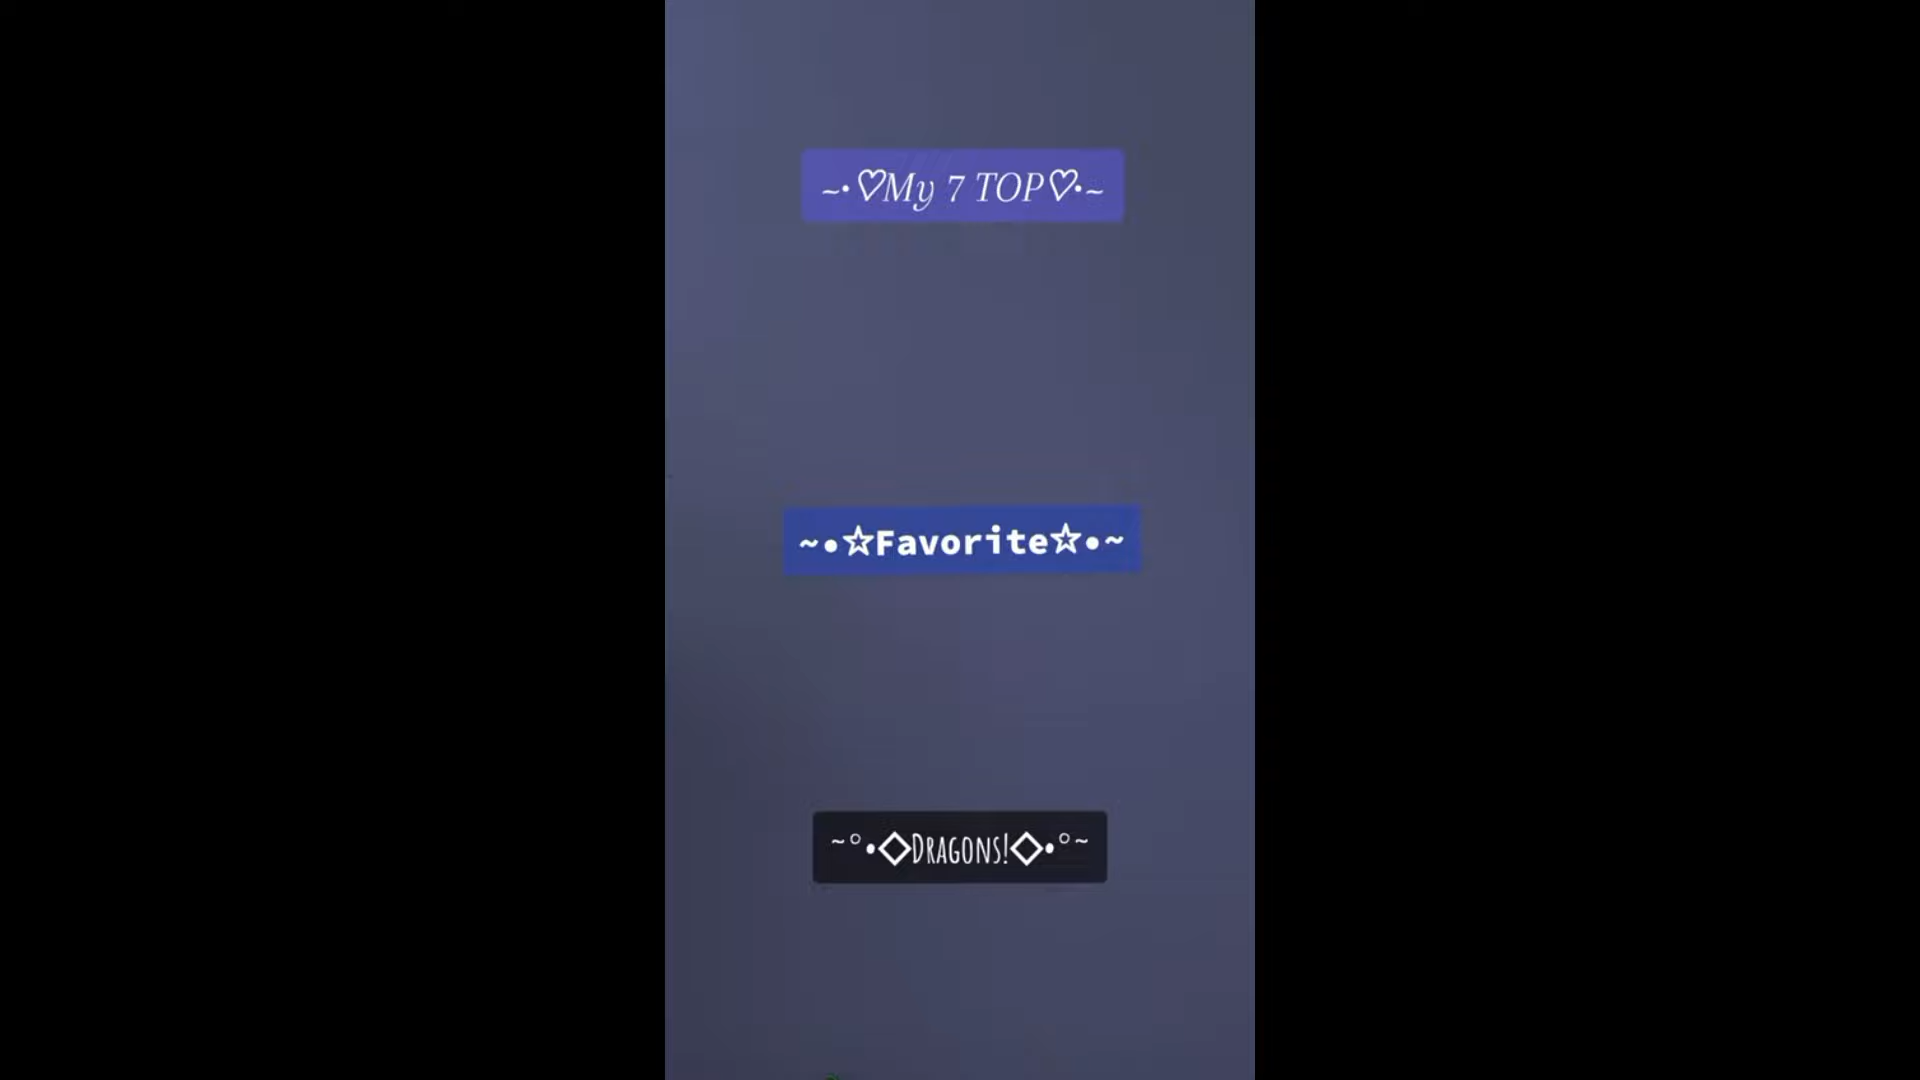 ~•♡My 7 TOP♡•~
~•☆Favorite☆•~
~°•◇DRAGONS!◇•°~